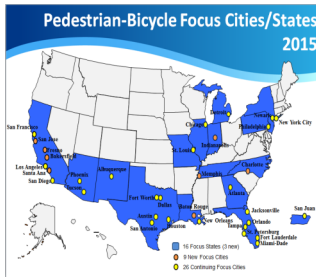 Pedestrian-Bicycle Focus Cities/States
2015
Detroit
Newark
New York City
Philadelphia
Chicago
San Francisco
San Jose
Indianapolis
Fresno
St. Louis
Bakersfield
Los Angeles
Santa Ana
Phoenix
Albuquerque
Memphis
Charlotte
San Diego
Tucson
Atlanta
Fort Worth
Dallas
Baton Rouge
Jacksonville
San Juan
Austin
New Orleans
Orlando
Houston
Tampa
San Antonio
St. Petersburg
Fort Lauderdale
Miami-Dade
16 Focus States (3 new)
9 New Focus Cities
26 Continuing Focus Cities